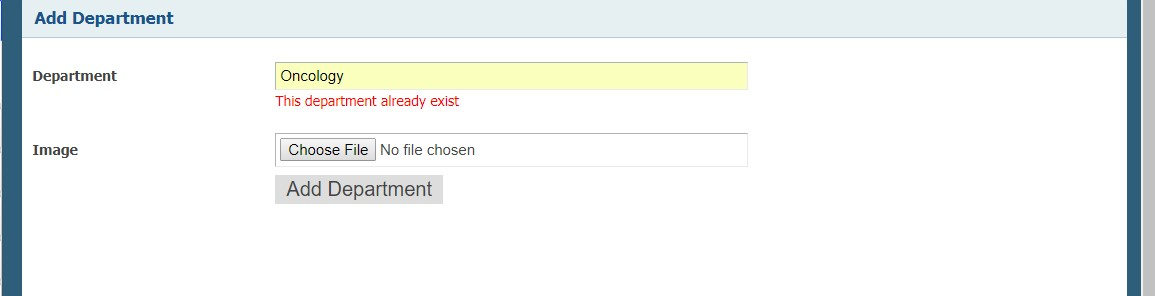 Add Department
Department
Oncology
This department already exist
Image
Choose File No file chosen
Add Department